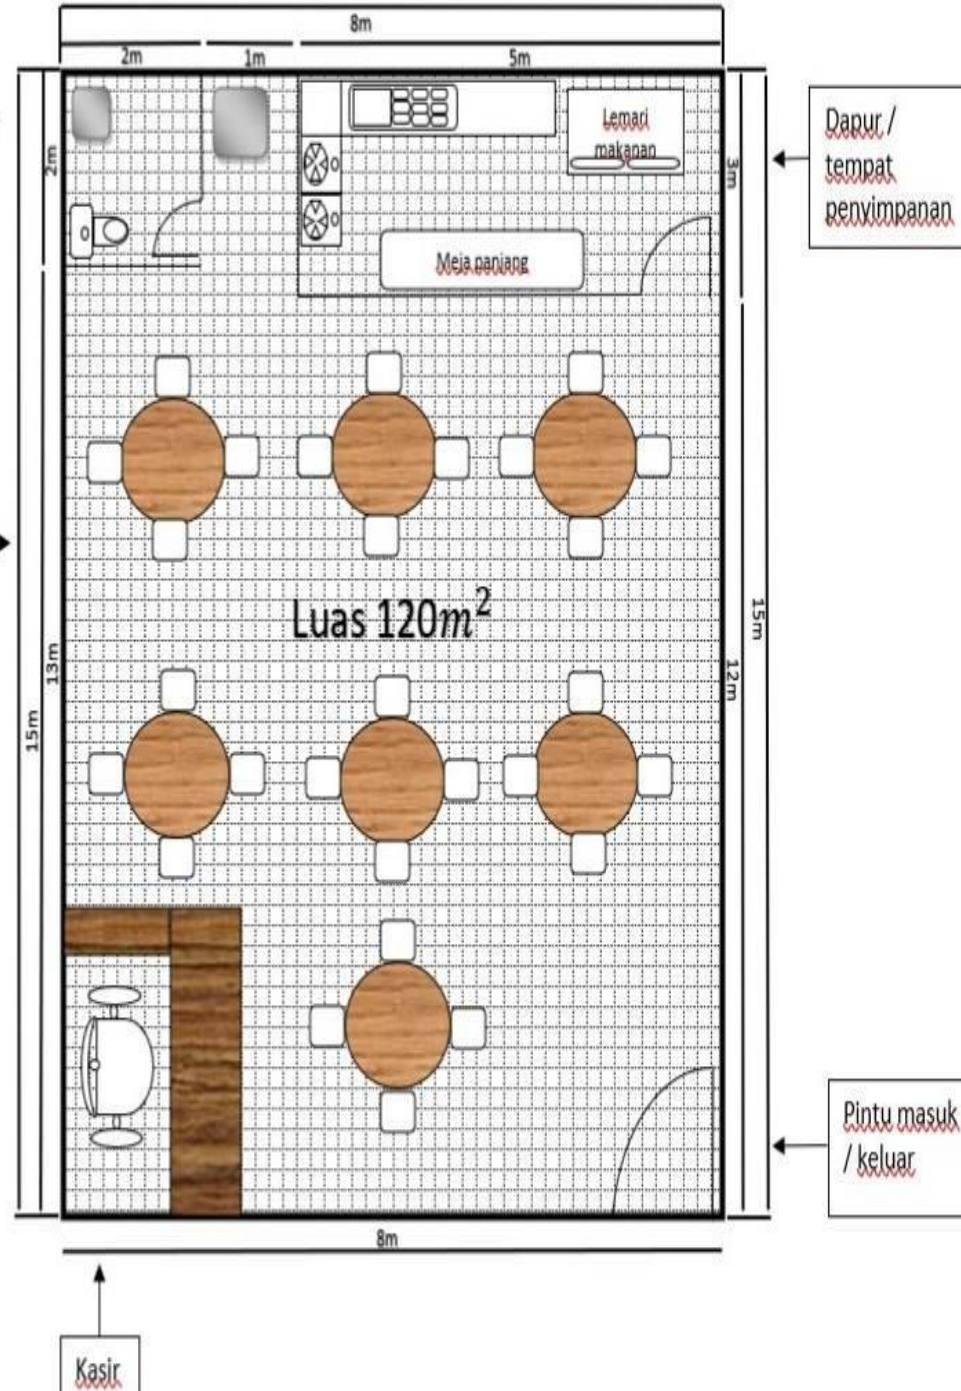 8m
2m
1m
5m
2m
3m
Lemari
makanan
Dapur /
tempat
penyimpanan
Meja panjang
Luas 120m²
13m
15m
12m
15m
Pintu masuk
/ keluar
8m
Kasir